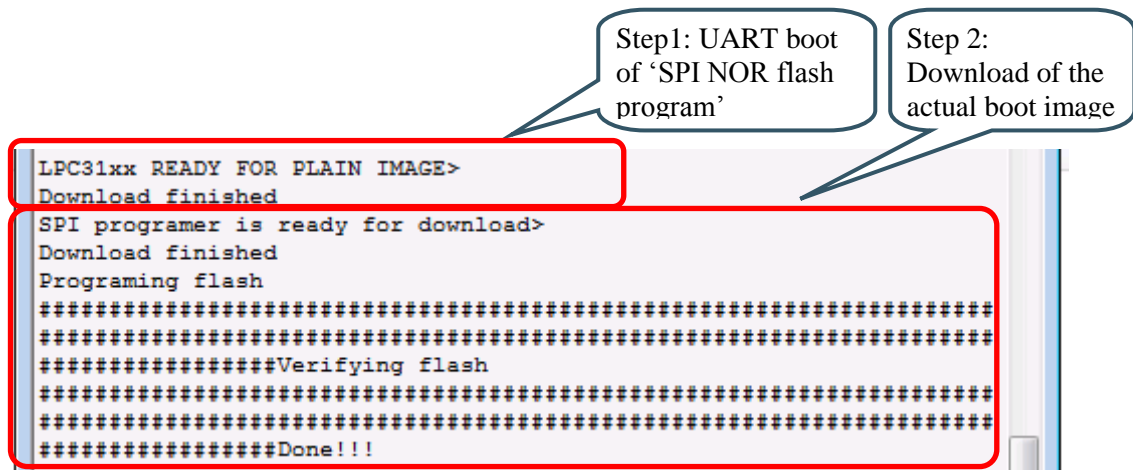 Step1: UART boot
of ‘SPI NOR flash
program’
Step 2:
Download of the
actual boot image
LPC31xx READY FOR PLAIN IMAGE>
Download finished
SPI programer is ready for download>
Download finished
Programing flash
####################################################################
####################################################################
#################Verifying flash
####################################################################
####################################################################
#################Done!!!